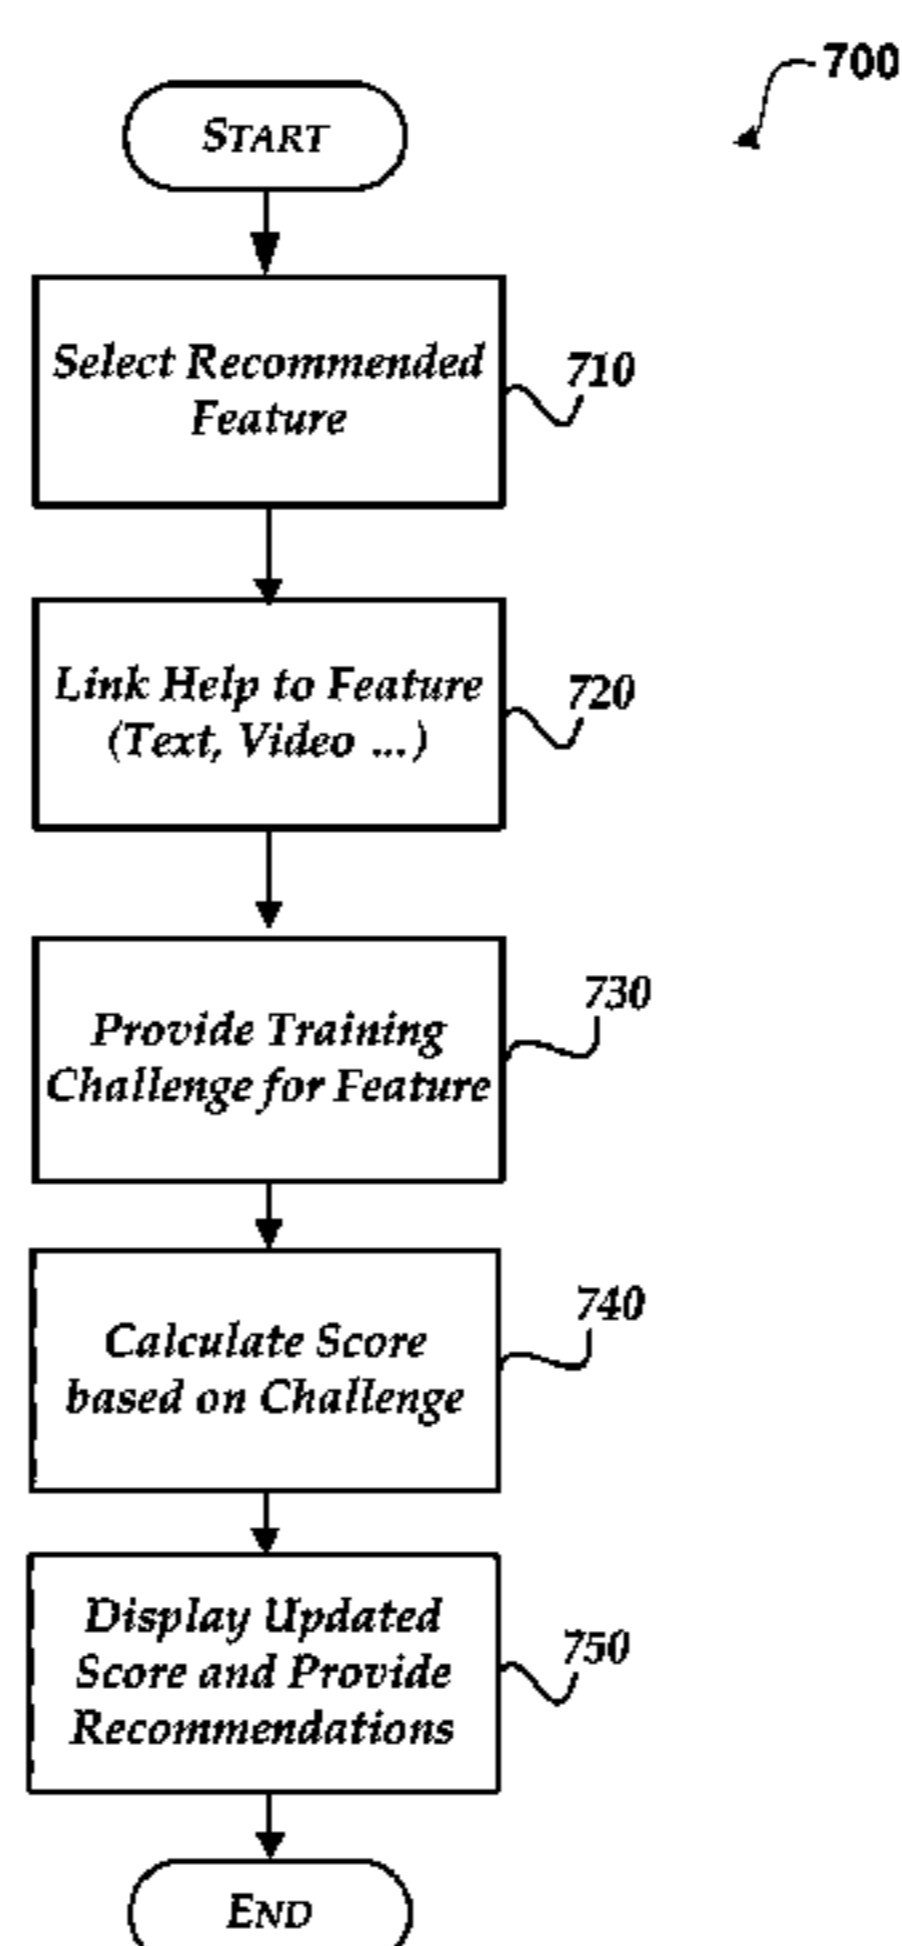 700
START
Select Recommended
Feature
710
Link Help to Feature
(Text, Video ...)
720
Provide Training
Challenge for Feature
730
Calculate Score
based on Challenge
740
Display Updated
Score and Provide
Recommendations
750
END